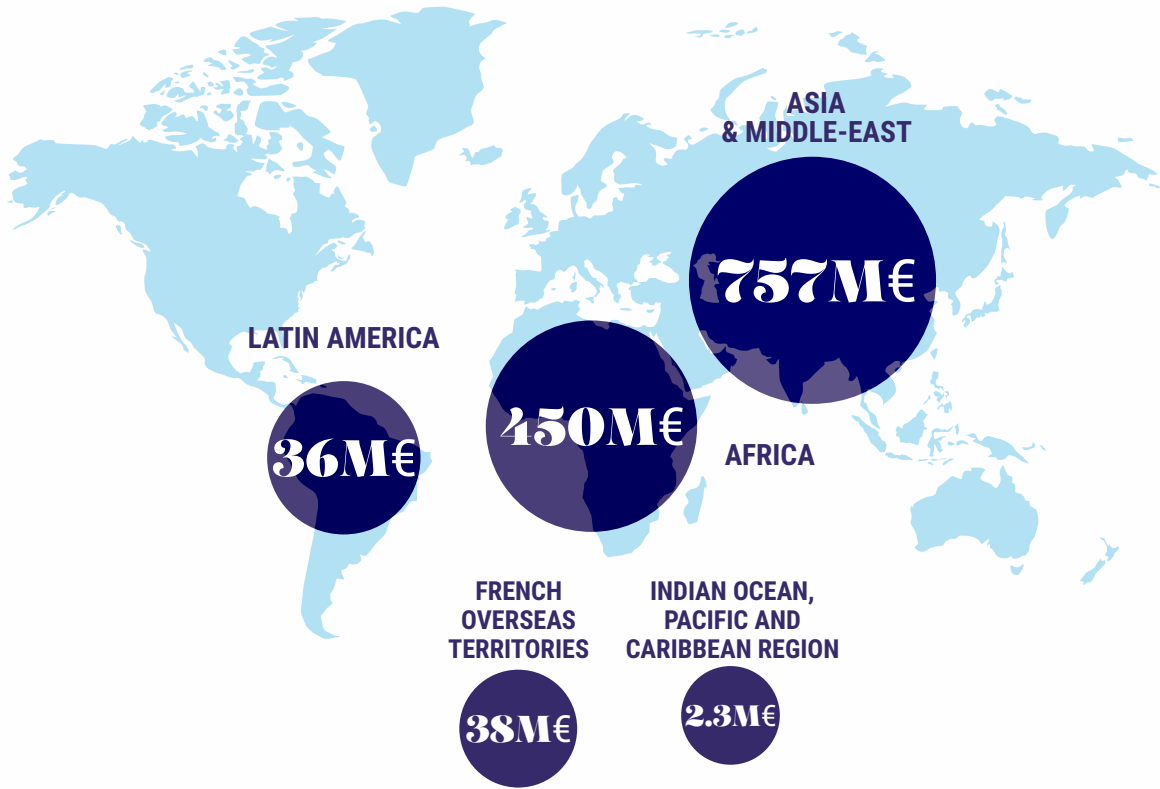 ASIA
& MIDDLE-EAST
757M€
LATIN AMERICA
36M€
450M€
AFRICA
FRENCH
OVERSEAS
TERRITORIES
38M€
INDIAN OCEAN,
PACIFIC AND
CARIBBEAN REGION
2.3M€